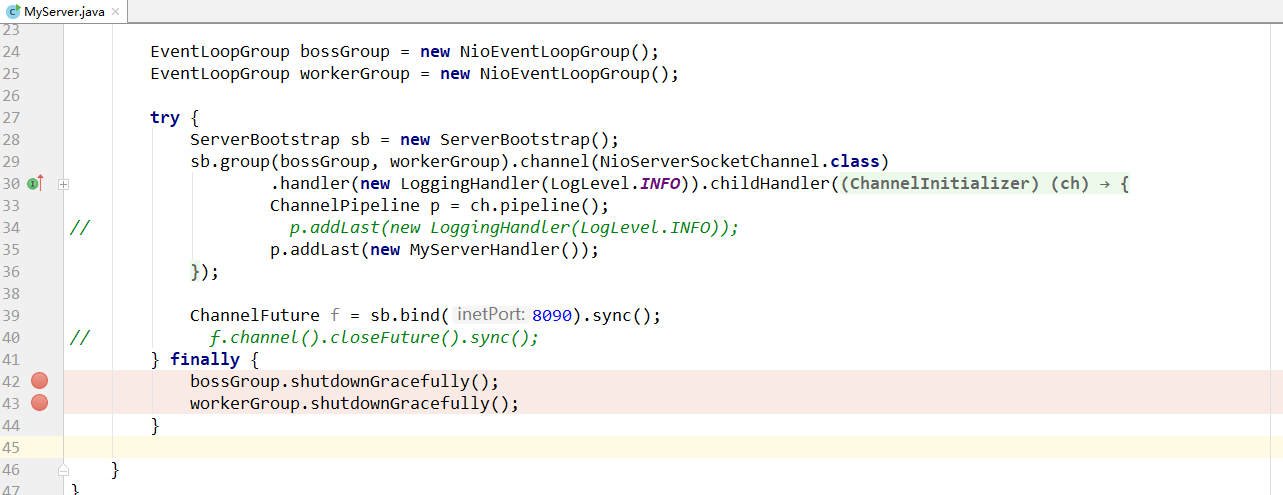 MyServer.java
23
24 EventLoopGroup bossGroup = new NioEventLoopGroup();
25 EventLoopGroup workerGroup = new NioEventLoopGroup();
26
27 try {
28 ServerBootstrap sb = new ServerBootstrap();
29 sb.group(bossGroup, workerGroup).channel(NioServerSocketChannel.class)
30 .handler(new LoggingHandler(LogLevel.INFO)).childHandler((ChannelInitializer) (ch) → {
33 ChannelPipeline p = ch.pipeline();
34 // p.addLast(new LoggingHandler(LogLevel.INFO));
35 p.addLast(new MyServerHandler());
36 });
38
39 ChannelFuture f = sb.bind( inetPort: 8090).sync();
40 // f.channel().closeFuture().sync();
41 } finally {
42 bossGroup.shutdownGracefully();
43 workerGroup.shutdownGracefully();
44 }
45
46 }
47 }